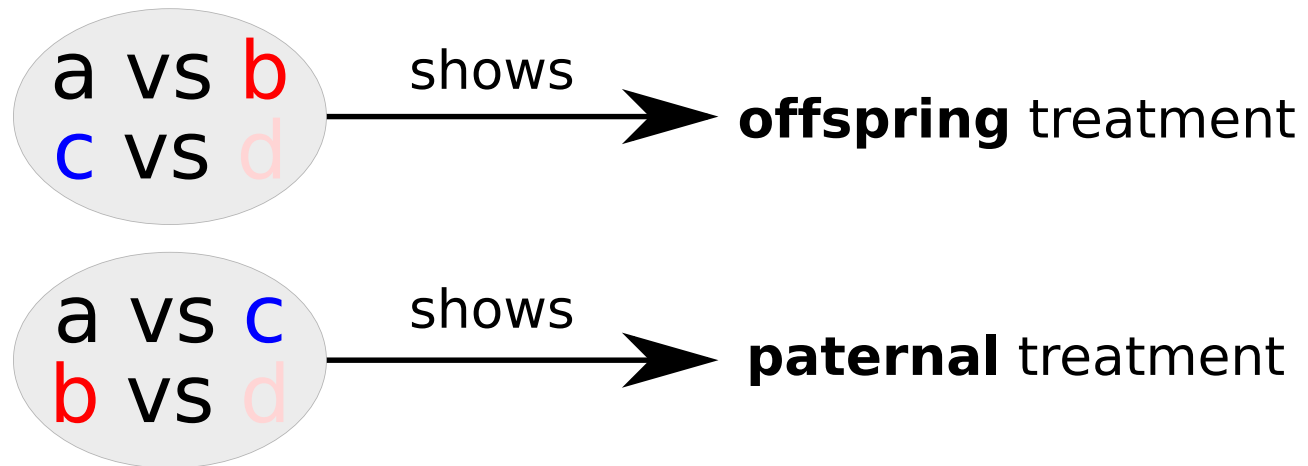 a vs b
c vs d
shows
offspring treatment
a vs c
b vs d
shows
paternal treatment